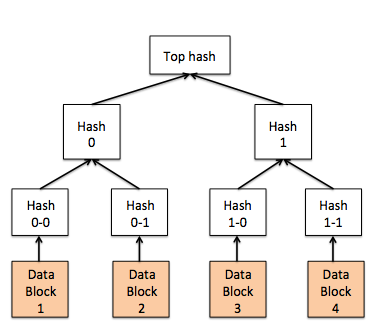 Top hash
Hash
0
Hash
1
Hash
0-0
Hash
0-1
Hash
1-0
Hash
1-1
Data
Block
1
Data
Block
2
Data
Block
3
Data
Block
4